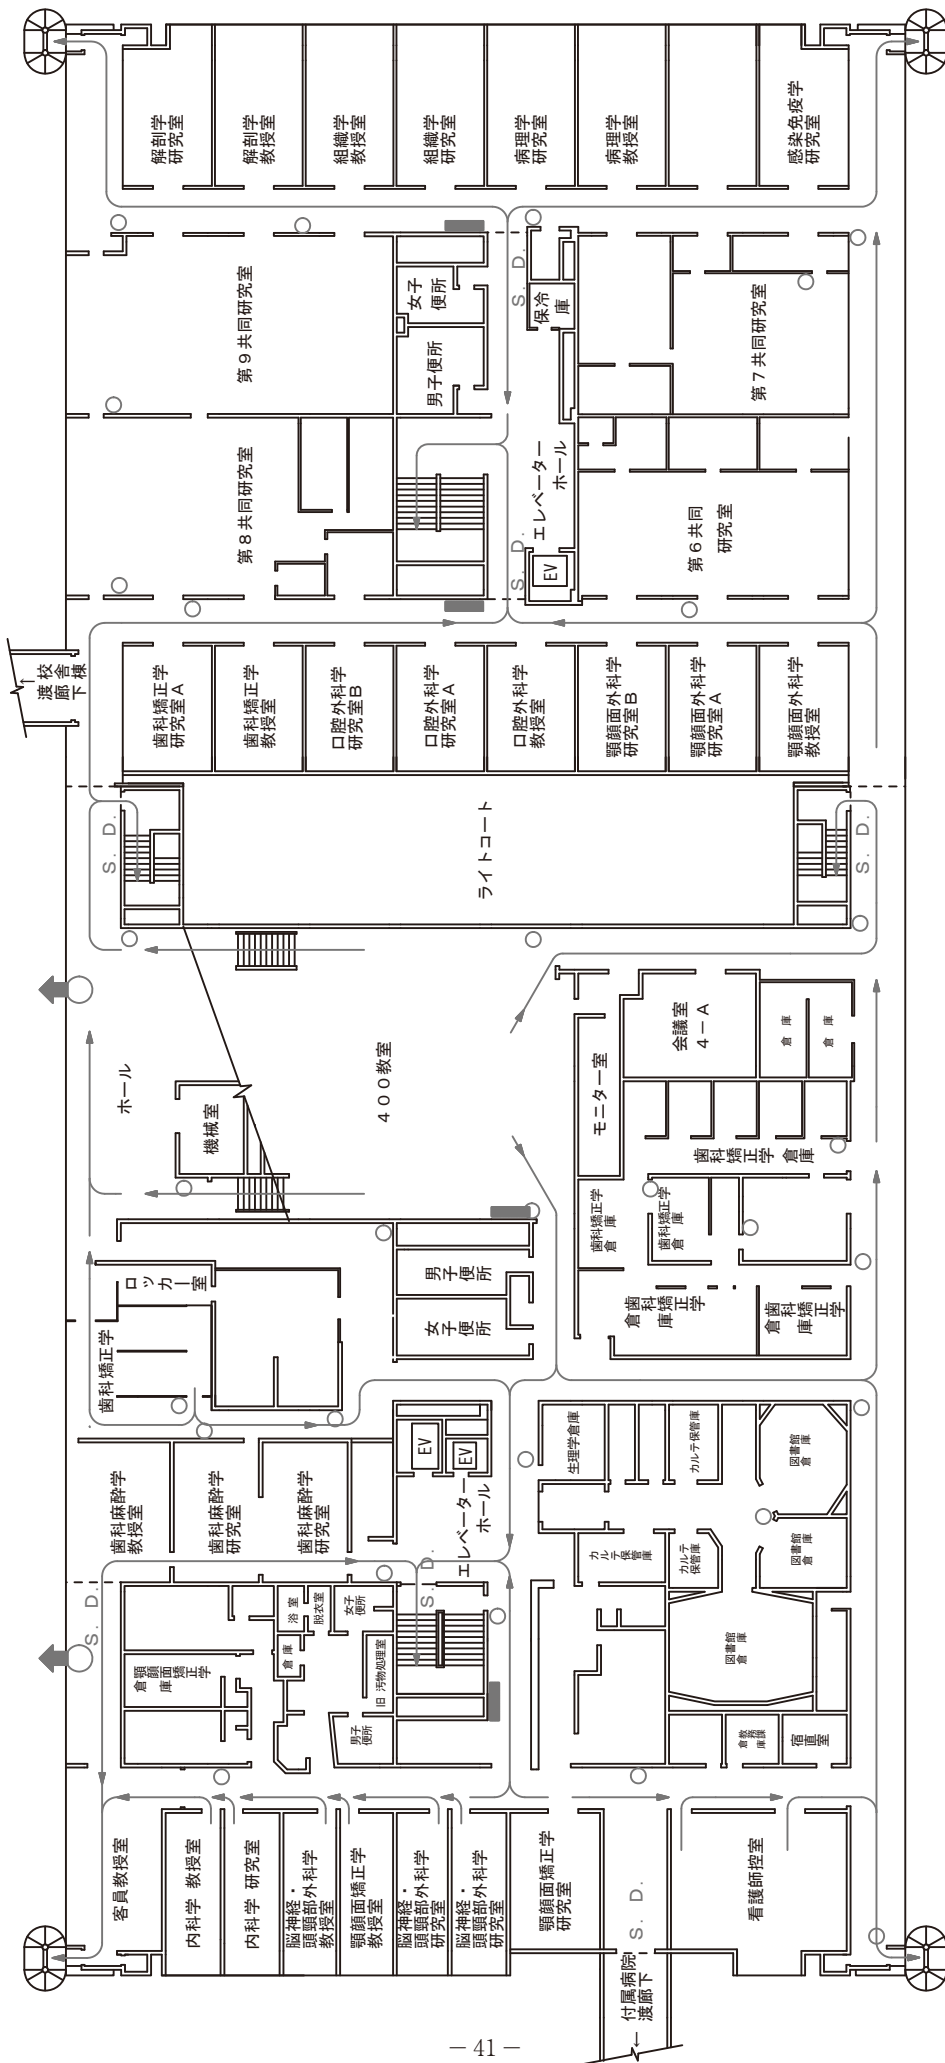 解剖学
研究室
解剖学
教授室
組織学
教授室
組織学
研究室
病理学
研究室
病理学
教授室
感染免疫学
研究室
第9共同研究室
女子
便所
男子便所
S. D.
保冷
庫
第7共同研究室
第8共同研究室
エレベーター
ホール
S. D.
EV
第6共同
研究室
←
渡 校
廊 舎
下 棟
歯科矯正学
研究室A
歯科矯正学
教授室
口腔外科学
研究室B
口腔外科学
研究室A
口腔外科学
教授室
顎顔面外科学
研究室B
顎顔面外科学
研究室A
顎顔面外科学
教授室
S. D.
ライトコート
S. D.
ホール
機械室
400教室
モニター室
会議室
4-A
倉 庫
倉 庫
歯科矯正学 倉庫
歯科矯正学
倉 庫
歯科矯正学
倉 庫
歯科矯正学
倉 庫
歯科矯正学
倉 庫
ロッカー室
歯科矯正学
男子
便所
女子
便所
歯科麻酔学
教授室
歯科麻酔学
研究室
歯科麻酔学
研究室
EV
EV
エレベーター
ホール
S. D.
生理学倉庫
カルテ保管庫
図書館
倉 庫
カルテ
保管庫
カルテ
保管庫
図書館
倉 庫
図書館
倉 庫
S. D.
顎顔面矯正学
倉 庫
浴 室
脱衣室
女子
便所
倉 庫
旧 汚物処理室
男子
便所
教務課
倉 庫
宿直室
客員教授室
内科学 教授室
内科学 研究室
脳神経・
頭頸部外科学
教授室
顎顔面矯正学
教授室
脳神経・
頭頸部外科学
研究室
脳神経・
頭頸部外科学
研究室
顎顔面矯正学
研究室
S. D.
看護師控室
←付属病院
渡廊下
－41－